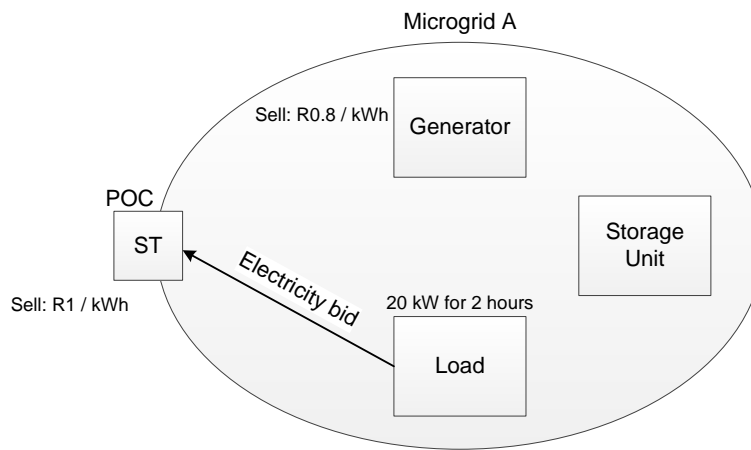 Microgrid A
Sell: R0.8 / kWh
Generator
POC
ST
Storage
Unit
Electricity bid
Sell: R1 / kWh
20 kW for 2 hours
Load